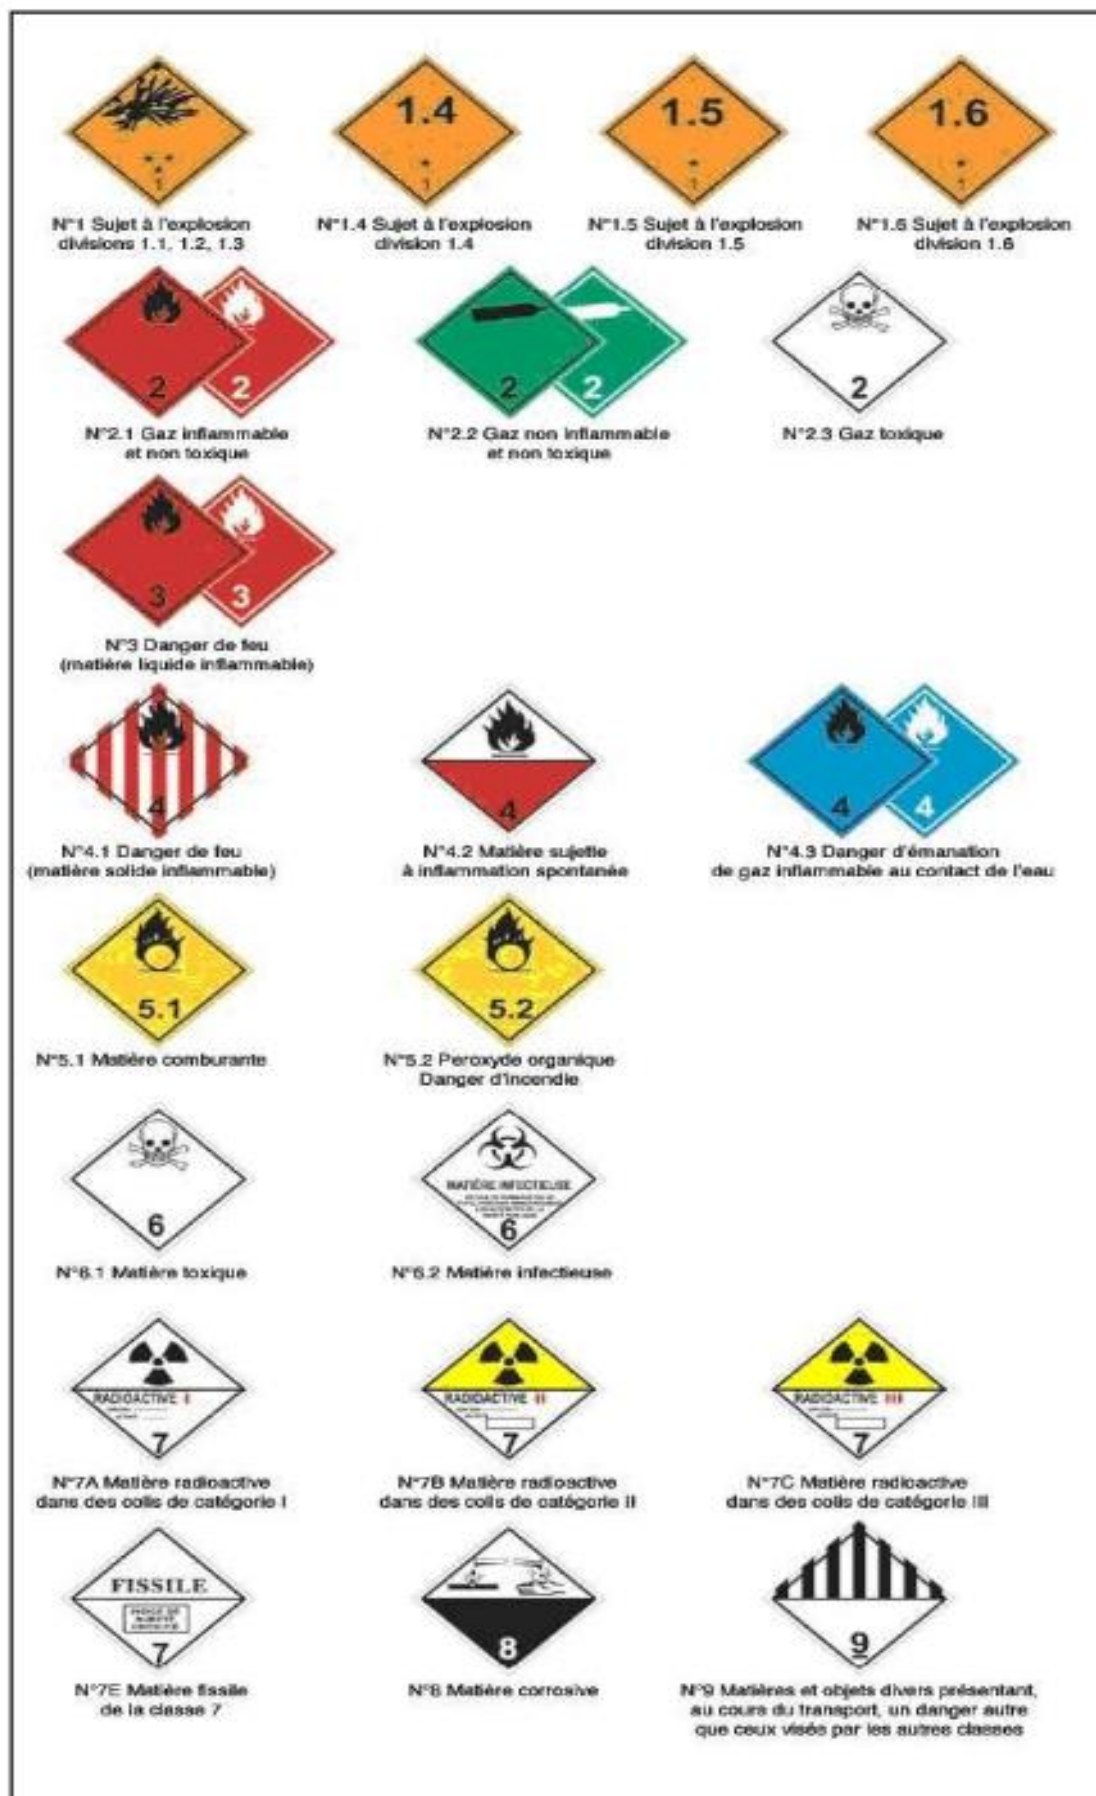 1
1.4
1
1.5
1
1.6
1
N°1 Sujet à l'explosion
divisions 1.1, 1.2, 1.3
N°1.4 Sujet à l'explosion
division 1.4
N°1.5 Sujet à l'explosion
division 1.5
N°1.6 Sujet à l'explosion
division 1.6
2
2
2
2
2
N°2.1 Gaz inflammable
et non toxique
N°2.2 Gaz non inflammable
et non toxique
N°2.3 Gaz toxique
3
3
N°3 Danger de feu
(matière liquide inflammable)
4
4
4
4
N°4.1 Danger de feu
(matière solide inflammable)
N°4.2 Matière sujette
à inflammation spontanée
N°4.3 Danger d'émanation
de gaz inflammable au contact de l'eau
5.1
5.2
N°5.1 Matière comburante
N°5.2 Peroxyde organique
Danger d'incendie
6
MATIÈRE INFECTIEUSE
6
N°6.1 Matière toxique
N°6.2 Matière infectieuse
RADIOACTIVE I
7
RADIOACTIVE II
7
RADIOACTIVE III
7
N°7A Matière radioactive
dans des colis de catégorie I
N°7B Matière radioactive
dans des colis de catégorie II
N°7C Matière radioactive
dans des colis de catégorie III
FISSILE
7
8
9
N°7E Matière fissile
de la classe 7
N°8 Matière corrosive
N°9 Matières et objets divers présentant,
au cours du transport, un danger autre
que ceux visés par les autres classes